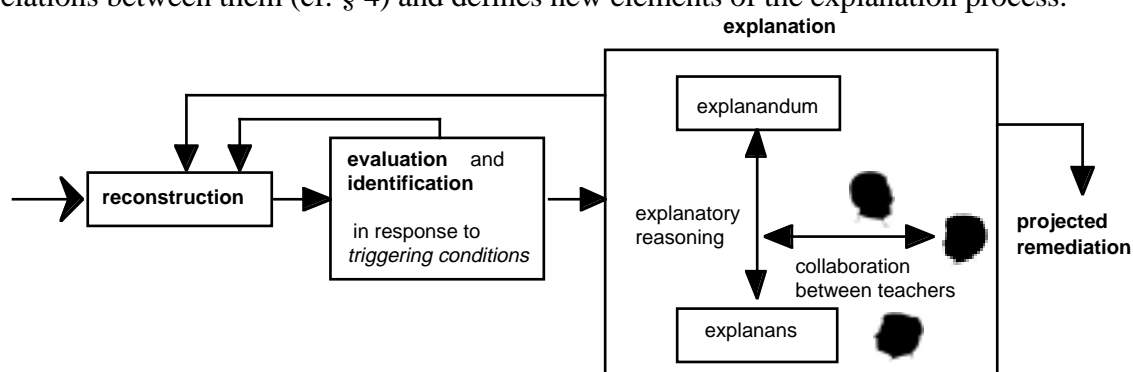 elations between them (cf. § 4) and defines new elements of the explanation process.
explanation
explanandum
evaluation and
identification
reconstruction
in response to
triggering conditions
explanatory
reasoning
collaboration
between teachers
explanans
projected
remediation